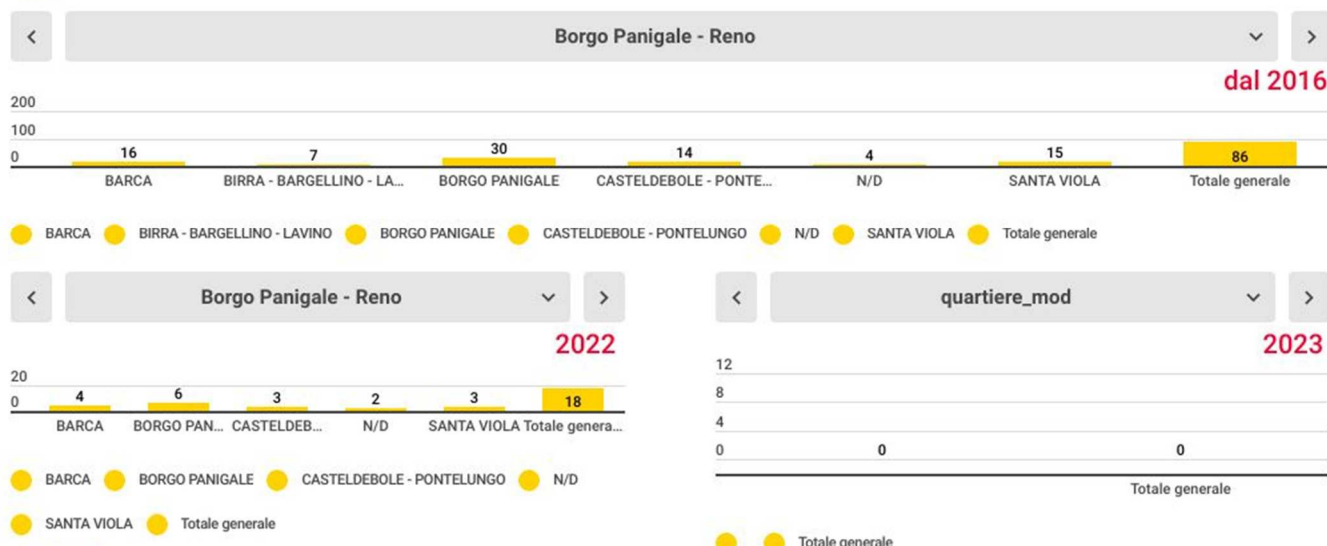 Borgo Panigale - Reno
dal 2016
200
100
0
16 7 30 14 4 15 86
BARCA BIRRA - BARGELLINO - LA... BORGO PANIGALE CASTELDEBOLE - PONTE... N/D SANTA VIOLA Totale generale
BARCA BIRRA - BARGELLINO - LAVINO BORGO PANIGALE CASTELDEBOLE - PONTELUNGO N/D SANTA VIOLA Totale generale
Borgo Panigale - Reno
2022
20
0
4 6 3 2 3 18
BARCA BORGO PAN... CASTELDEB... N/D SANTA VIOLA Totale genera...
BARCA BORGO PANIGALE CASTELDEBOLE - PONTELUNGO N/D
SANTA VIOLA Totale generale
quartiere_mod
2023
12
8
4
0
0 0
Totale generale
Totale generale